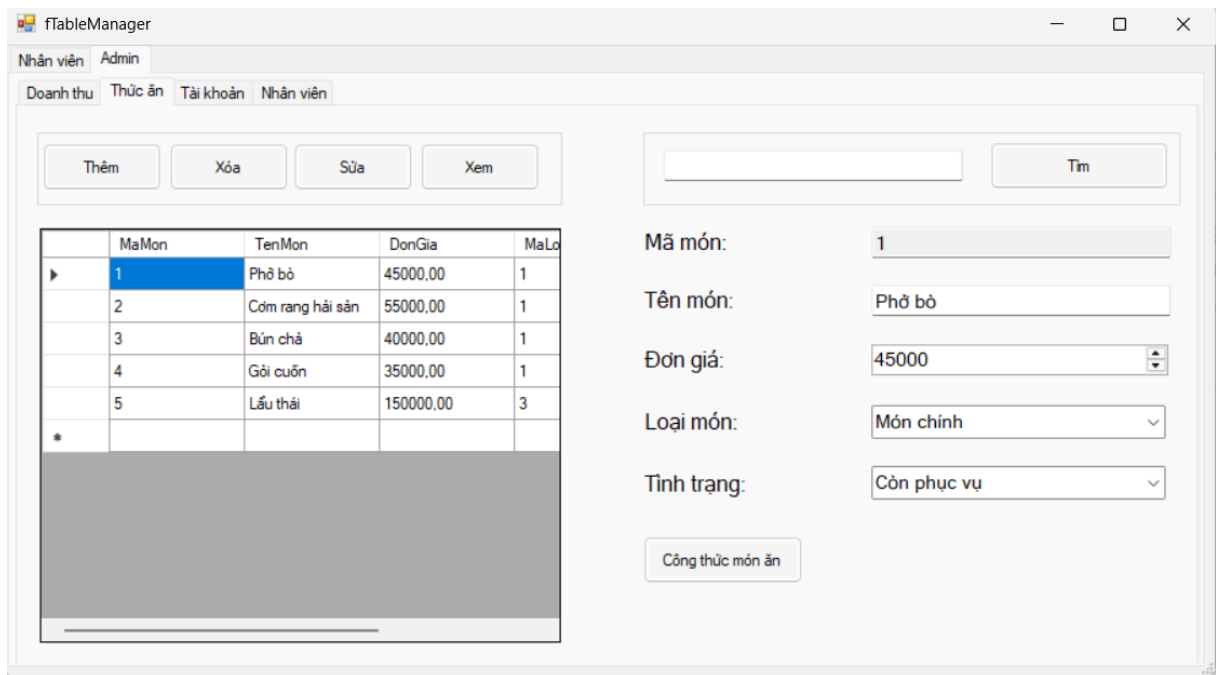 fTableManager
Nhân viên Admin
Doanh thu Thức ăn Tài khoản Nhân viên
Thêm Xóa Sửa Xem
Tìm
MaMon TenMon DonGia MaLo
1 Phở bò 45000,00 1
2 Cơm rang hải sản 55000,00 1
3 Bún chả 40000,00 1
4 Gỏi cuốn 35000,00 1
5 Lẩu thái 150000,00 3
Mã món: 1
Tên món: Phở bò
Đơn giá: 45000
Loại món: Món chính
Tình trạng: Còn phục vụ
Công thức món ăn